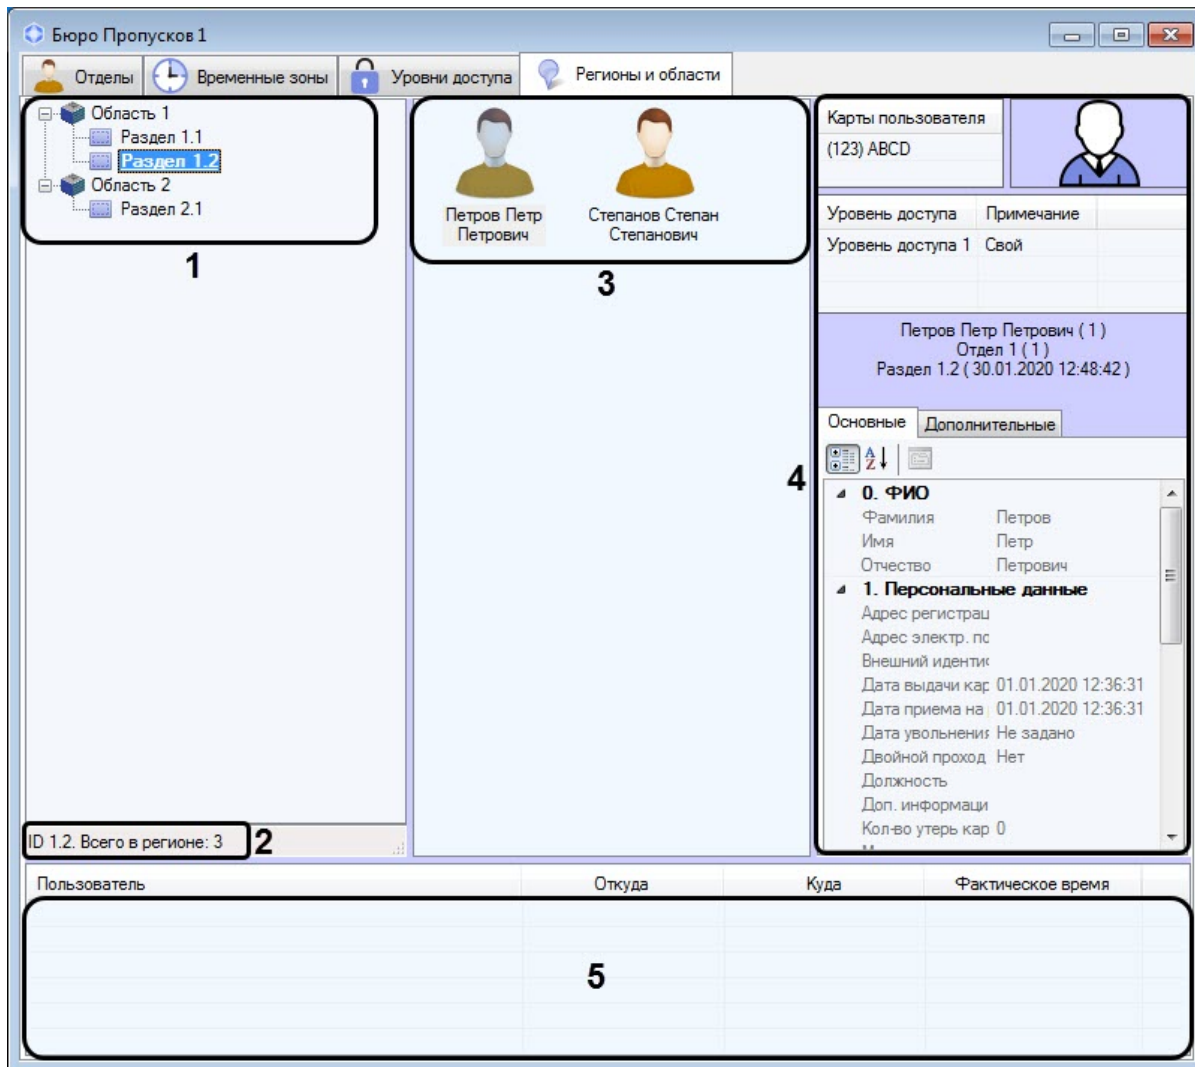 Бюро Пропусков 1
Отделы
Временные зоны
Уровни доступа
Регионы и области
Область 1
Раздел 1.1
Раздел 1.2
Область 2
Раздел 2.1
1
ID 1.2. Всего в регионе: 3
2
Петров Петр
Петрович
Степанов Степан
Степанович
3
Карты пользователя
(123) ABCD
Уровень доступа Примечание
Уровень доступа 1 Свой
Петров Петр Петрович ( 1 )
Отдел 1 ( 1 )
Раздел 1.2 ( 30.01.2020 12:48:42 )
Основные Дополнительные
4
0. ФИО
Фамилия Петров
Имя Петр
Отчество Петрович
1. Персональные данные
Адрес регистрац
Адрес электр. по
Внешний иденти
Дата выдачи кар 01.01.2020 12:36:31
Дата приема на 01.01.2020 12:36:31
Дата увольнения Не задано
Двойной проход Нет
Должность
Доп. информаци
Кол-во утерь кар 0
Пользователь Откуда Куда Фактическое время
5